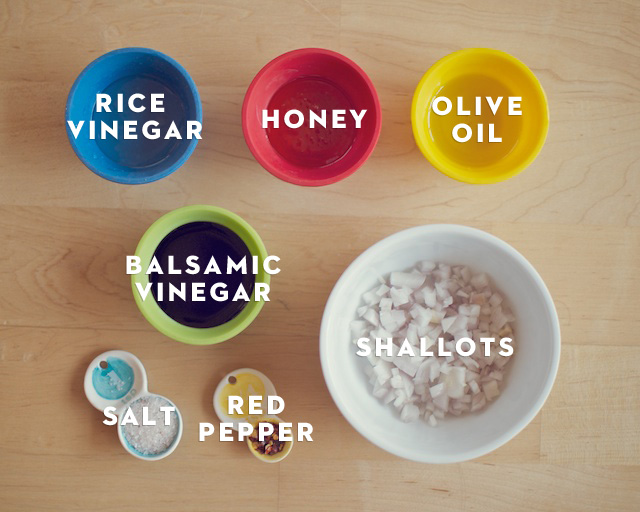 RICE
VINEGAR
HONEY
OLIVE
OIL
BALSAMIC
VINEGAR
SHALLOTS
SALT
RED
PEPPER